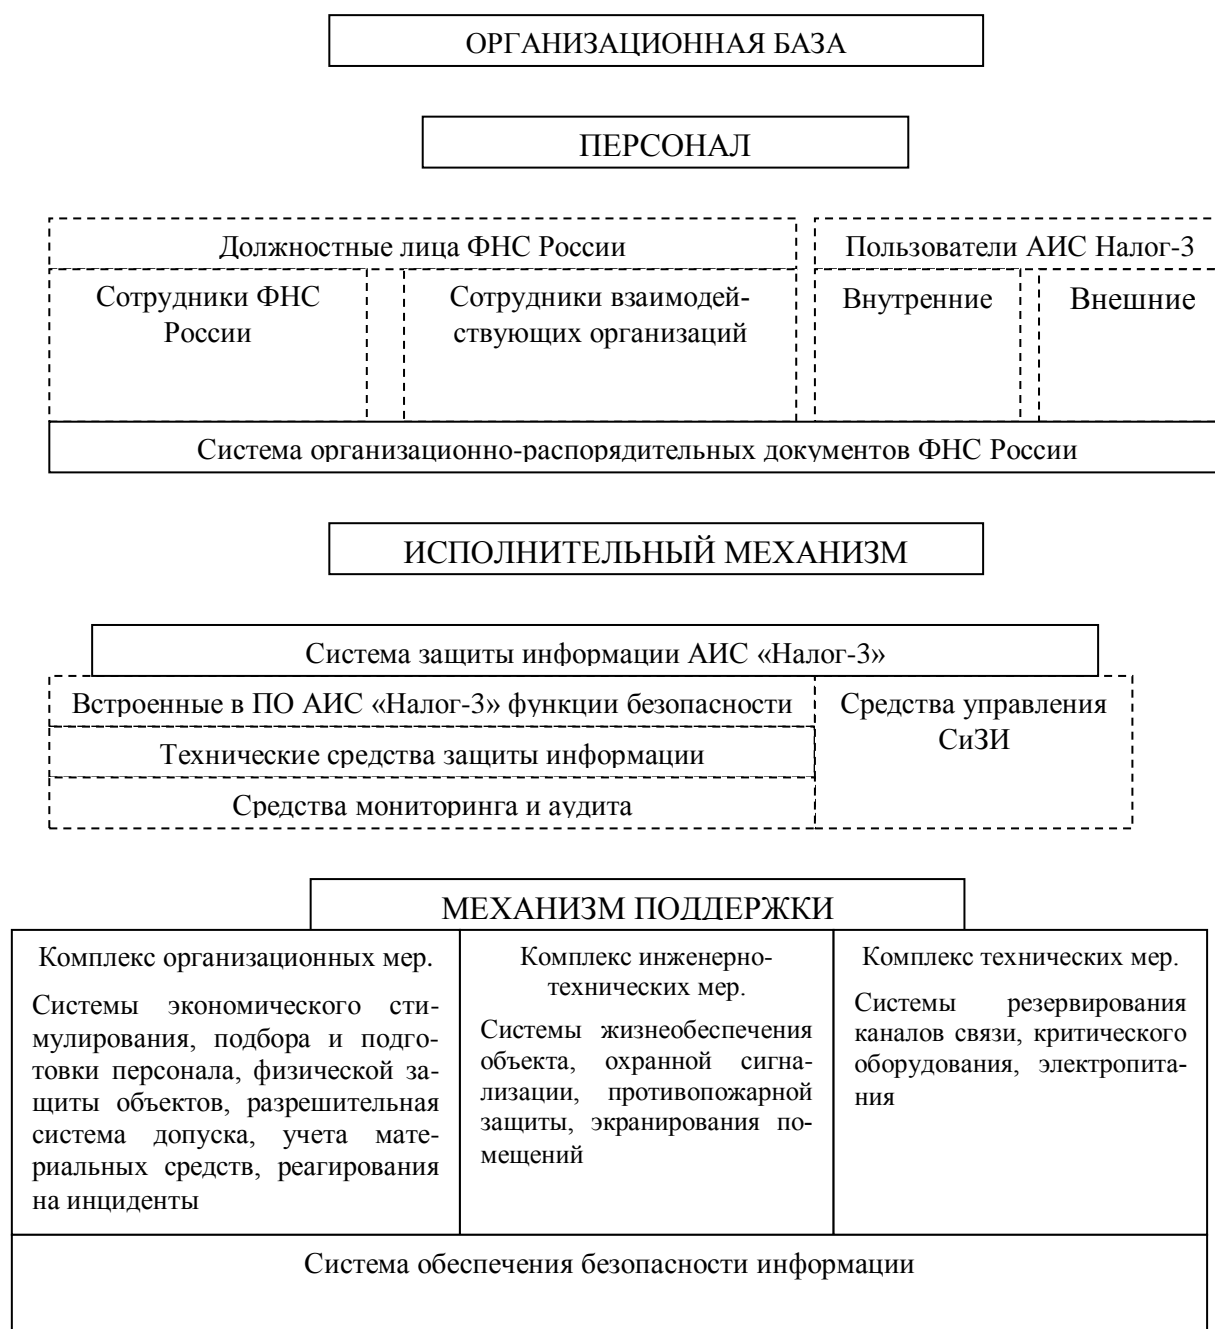 ОРГАНИЗАЦИОННАЯ БАЗА
ПЕРСОНАЛ
Должностные лица ФНС России
Пользователи АИС Налог-3
Сотрудники ФНС
России
Сотрудники взаимодей-
ствующих организаций
Внутренние
Внешние
Система организационно-распорядительных документов ФНС России
ИСПОЛНИТЕЛЬНЫЙ МЕХАНИЗМ
Система защиты информации АИС «Налог-3»
Встроенные в ПО АИС «Налог-3» функции безопасности
Технические средства защиты информации
Средства мониторинга и аудита
Средства управления
СиЗИ
МЕХАНИЗМ ПОДДЕРЖКИ
Комплекс организационных мер.
Системы экономического сти-
мулирования, подбора и подго-
товки персонала, физической за-
щиты объектов, разрешительная
система допуска, учета мате-
риальных средств, реагирования
на инциденты
Комплекс инженерно-
технических мер.
Системы жизнеобеспечения
объекта, охранной сигна-
лизации, противопожарной
защиты, экранирования по-
мещений
Комплекс технических мер.
Системы резервирования
каналов связи, критического
оборудования, электропита-
ния
Система обеспечения безопасности информации